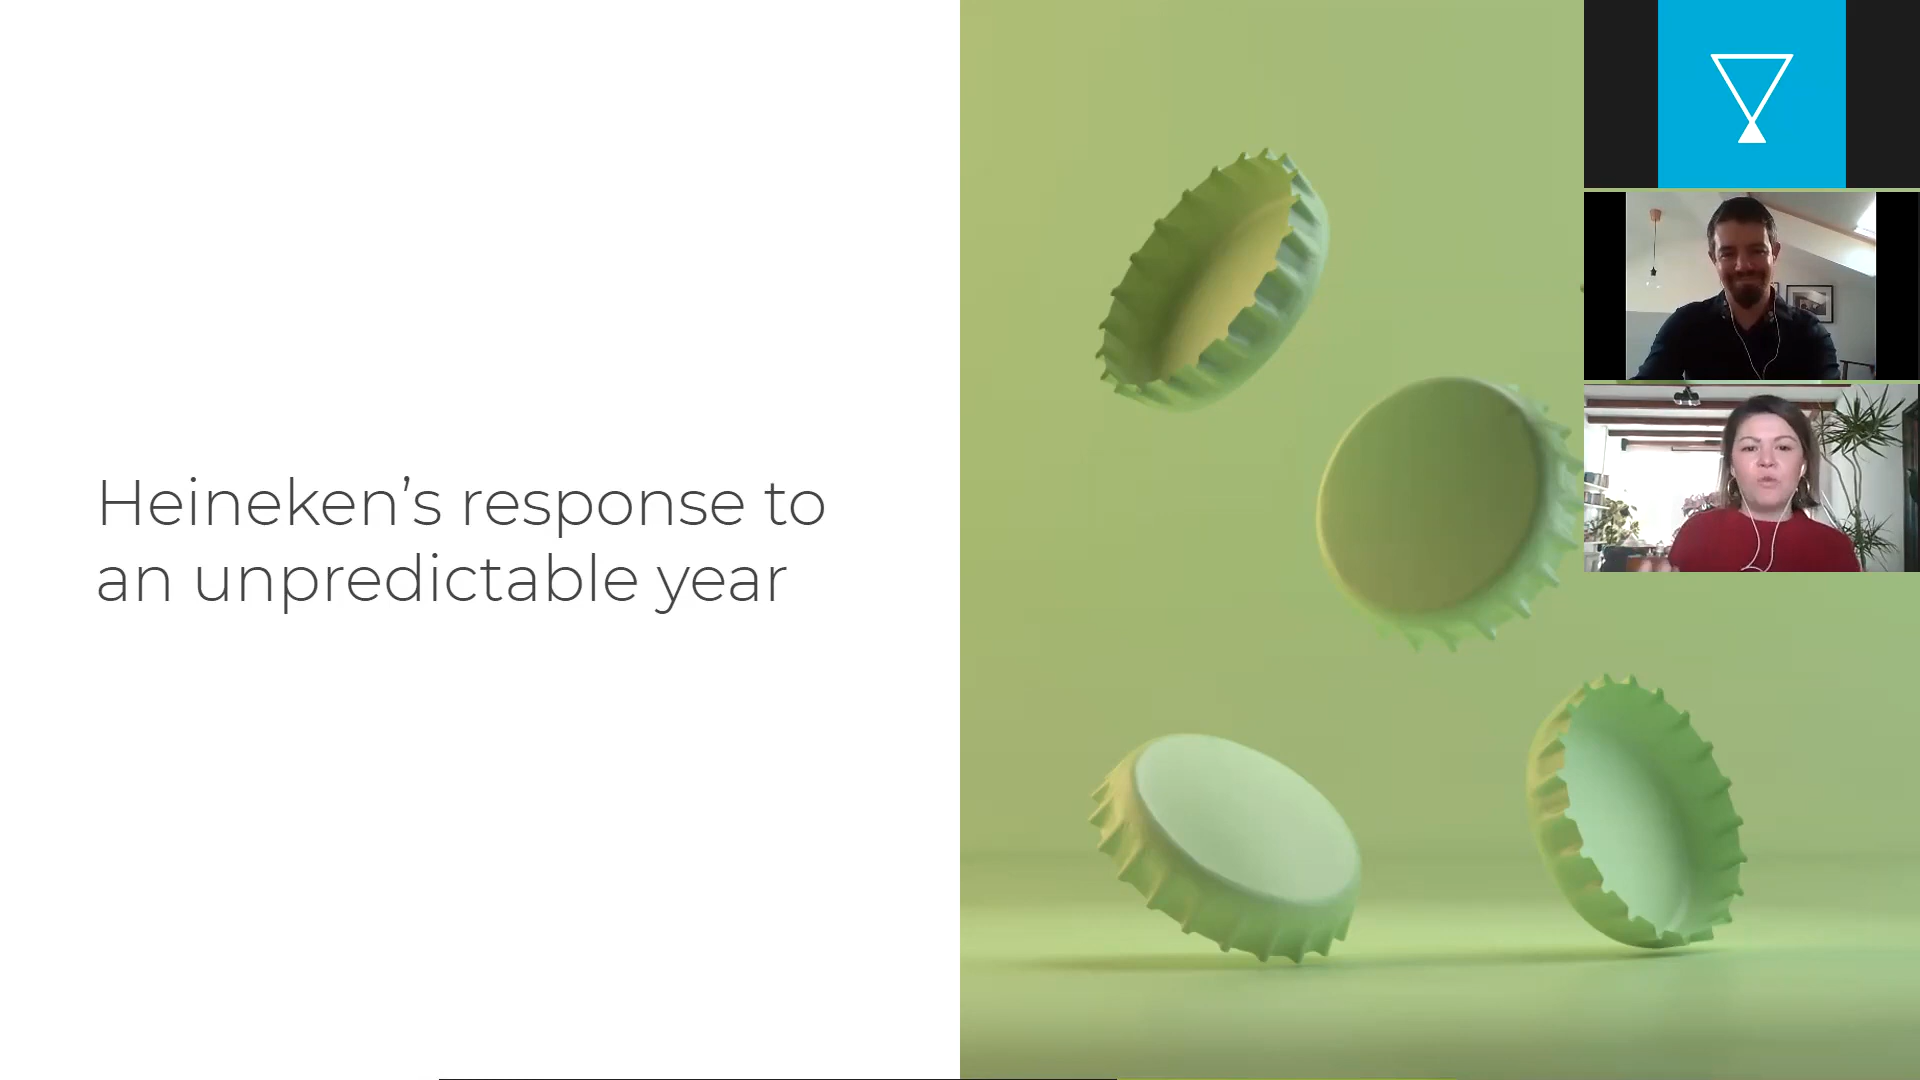 Heineken’s response to
an unpredictable year